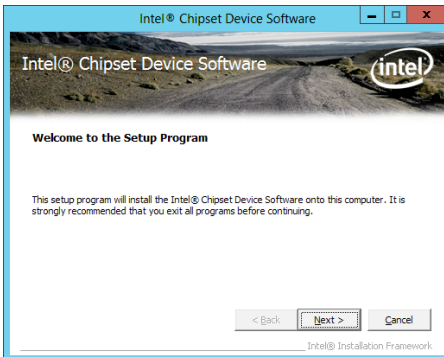 Intel® Chipset Device Software
Intel® Chipset Device Software
intel
Welcome to the Setup Program
This setup program will install the Intel® Chipset Device Software onto this computer. It is
strongly recommended that you exit all programs before continuing.
< Back Next > Cancel
Intel® Installation Framework